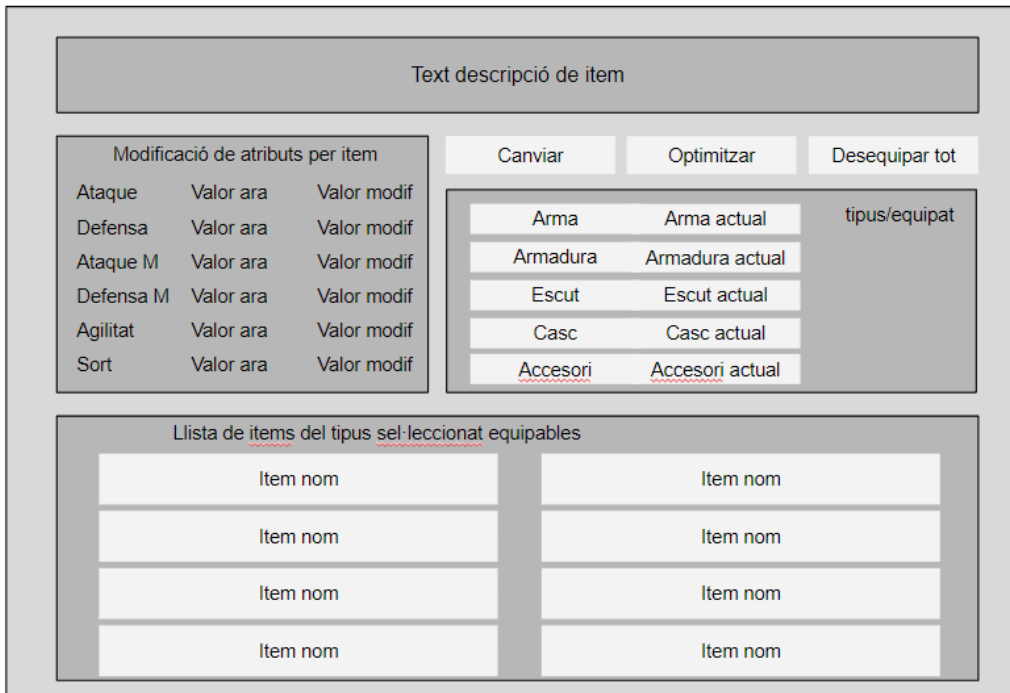 Text descripció de item
Modificació de atributs per item
Ataque Valor ara Valor modif
Defensa Valor ara Valor modif
Ataque M Valor ara Valor modif
Defensa M Valor ara Valor modif
Agilitat Valor ara Valor modif
Sort Valor ara Valor modif
Canviar Optimitzar Desequipar tot
tipus/equipat
Arma Arma actual
Armadura Armadura actual
Escut Escut actual
Casc Casc actual
Accesori Accesori actual
Llista de items del tipus sel·leccionat equipables
Item nom Item nom
Item nom Item nom
Item nom Item nom
Item nom Item nom